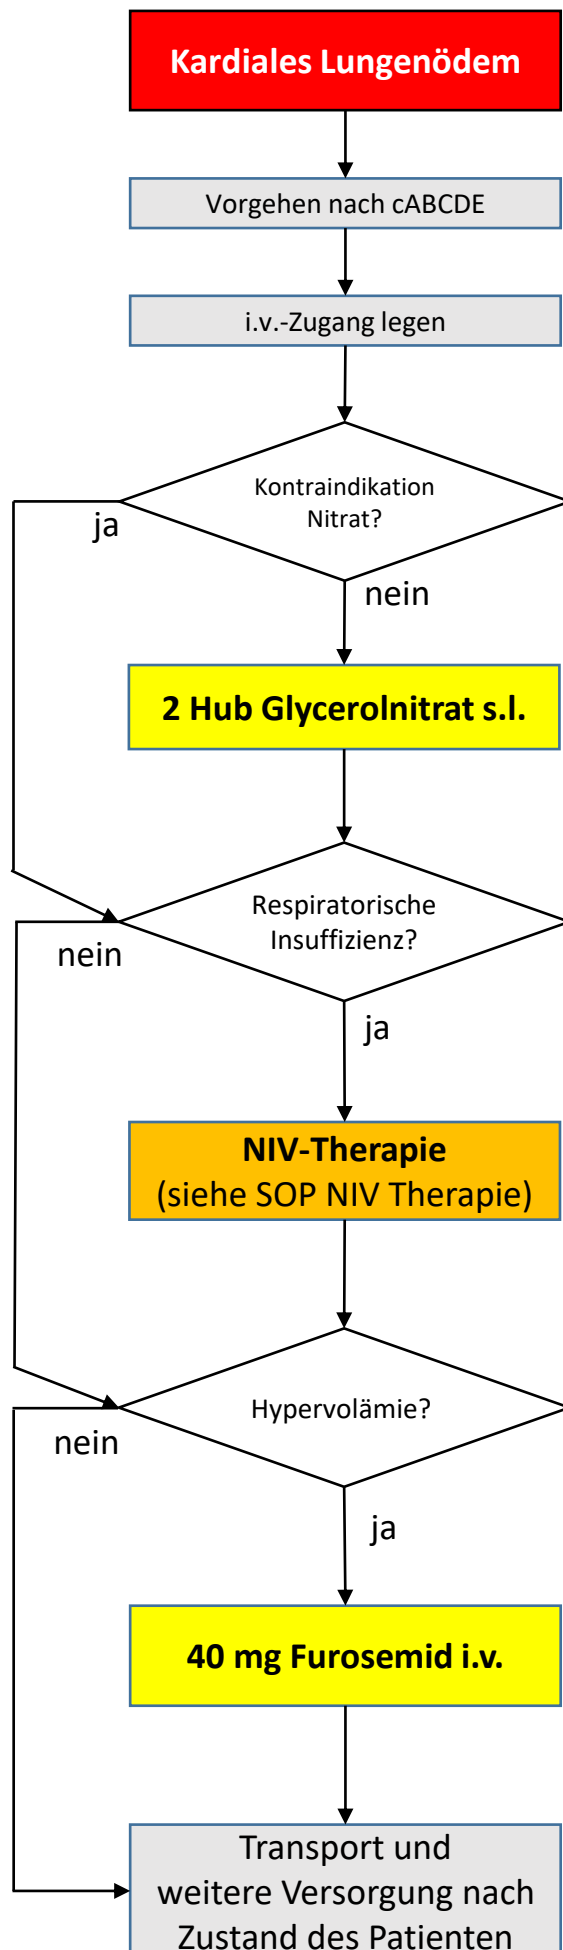 Kardiales Lungenödem
Vorgehen nach cABCDE
i.v.-Zugang legen
Kontraindikation
Nitrat?
ja
nein
2 Hub Glycerolnitrat s.l.
Respiratorische
Insuffizienz?
nein
ja
NIV-Therapie
(siehe SOP NIV Therapie)
Hypervolämie?
nein
ja
40 mg Furosemid i.v.
Transport und
weitere Versorgung nach
Zustand des Patienten